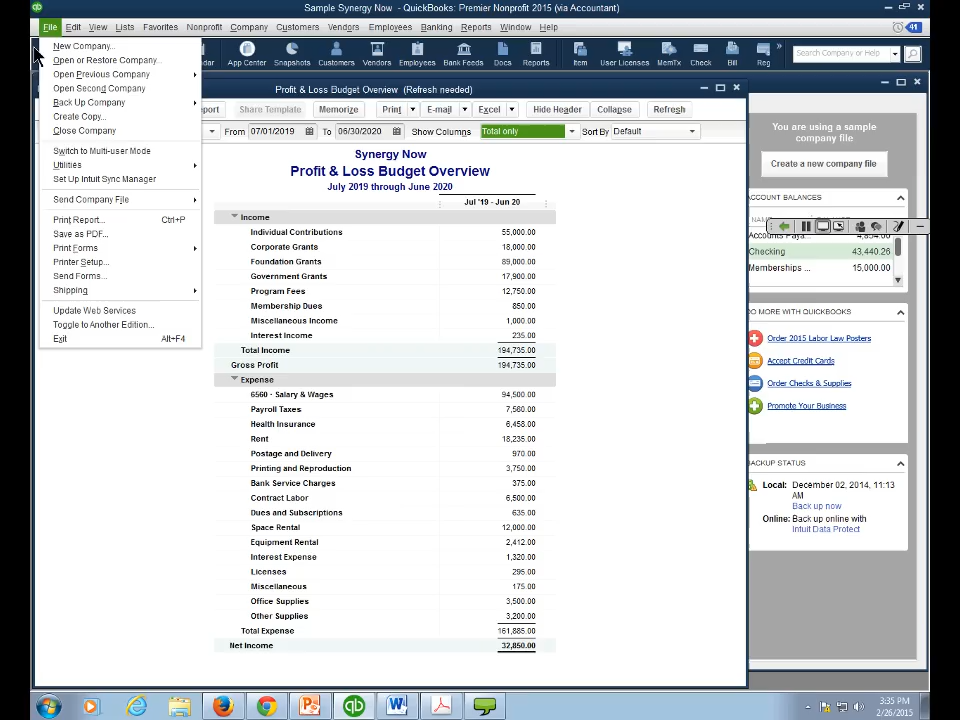 Sample Synergy Now - QuickBooks: Premier Nonprofit 2015 (via Accountant)
File Edit View Lists Favorites Nonprofit Company Customers Vendors Employees Banking Reports Window Help 41
App Center Snapshots Customers Vendors Employees Bank Feeds Docs Reports Item User Licenses MemTx Check Bill Reg » Search Company or Help
New Company...
Open or Restore Company...
Open Previous Company
Open Second Company
Back Up Company
Create Copy...
Close Company
Switch to Multi-user Mode
Utilities
Set Up Intuit Sync Manager
Send Company File
Print Report... Ctrl+P
Save as PDF...
Print Forms
Printer Setup...
Send Forms...
Shipping
Update Web Services
Toggle to Another Edition...
Exit Alt+F4
Profit & Loss Budget Overview (Refresh needed)
Share Template Memorize Print E-mail Excel Hide Header Collapse Refresh
From 07/01/2019 To 06/30/2020 Show Columns Total only Sort By Default
Synergy Now
Profit & Loss Budget Overview
July 2019 through June 2020
Jul '19 - Jun 20
Income
Individual Contributions 55,000.00
Corporate Grants 18,000.00
Foundation Grants 89,000.00
Government Grants 17,900.00
Program Fees 12,750.00
Membership Dues 850.00
Miscellaneous Income 1,000.00
Interest Income 235.00
Total Income 194,735.00
Gross Profit 194,735.00
Expense
6560 · Salary & Wages 94,500.00
Payroll Taxes 7,560.00
Health Insurance 6,458.00
Rent 18,235.00
Postage and Delivery 970.00
Printing and Reproduction 3,750.00
Bank Service Charges 375.00
Contract Labor 6,500.00
Dues and Subscriptions 635.00
Space Rental 12,000.00
Equipment Rental 2,412.00
Interest Expense 1,320.00
Licenses 295.00
Miscellaneous 175.00
Office Supplies 3,500.00
Other Supplies 3,200.00
Total Expense 161,885.00
Net Income 32,850.00
You are using a sample
company file
Create a new company file
ACCOUNT BALANCES
Checking 43,440.26
Memberships ... 15,000.00
DO MORE WITH QUICKBOOKS
Order 2015 Labor Law Posters
Accept Credit Cards
Order Checks & Supplies
Promote Your Business
BACKUP STATUS
Local: December 02, 2014, 11:13
AM
Back up now
Online: Back up online with
Intuit Data Protect
3:35 PM
2/26/2015